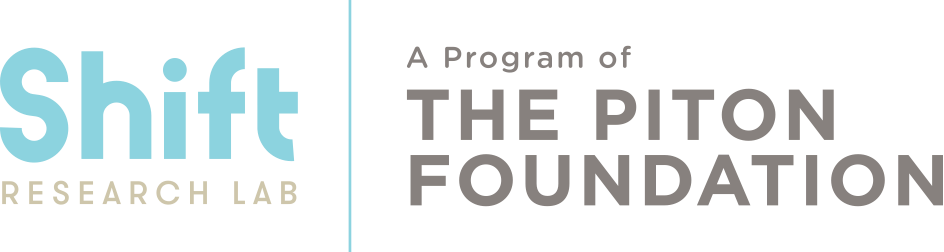 Shift
RESEARCH LAB
A Program of
THE PITON
FOUNDATION